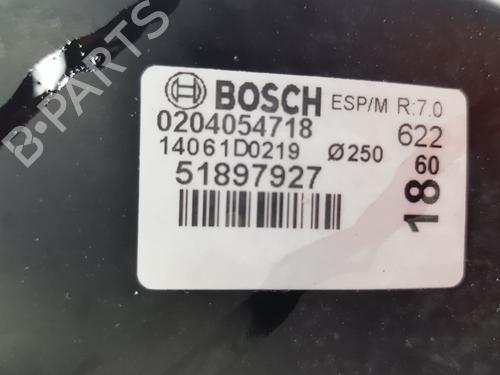 B-PARTS
BOSCH ESP/M R:7.0
0204054718 622
14061D0219 Ø250 60
51897927 18